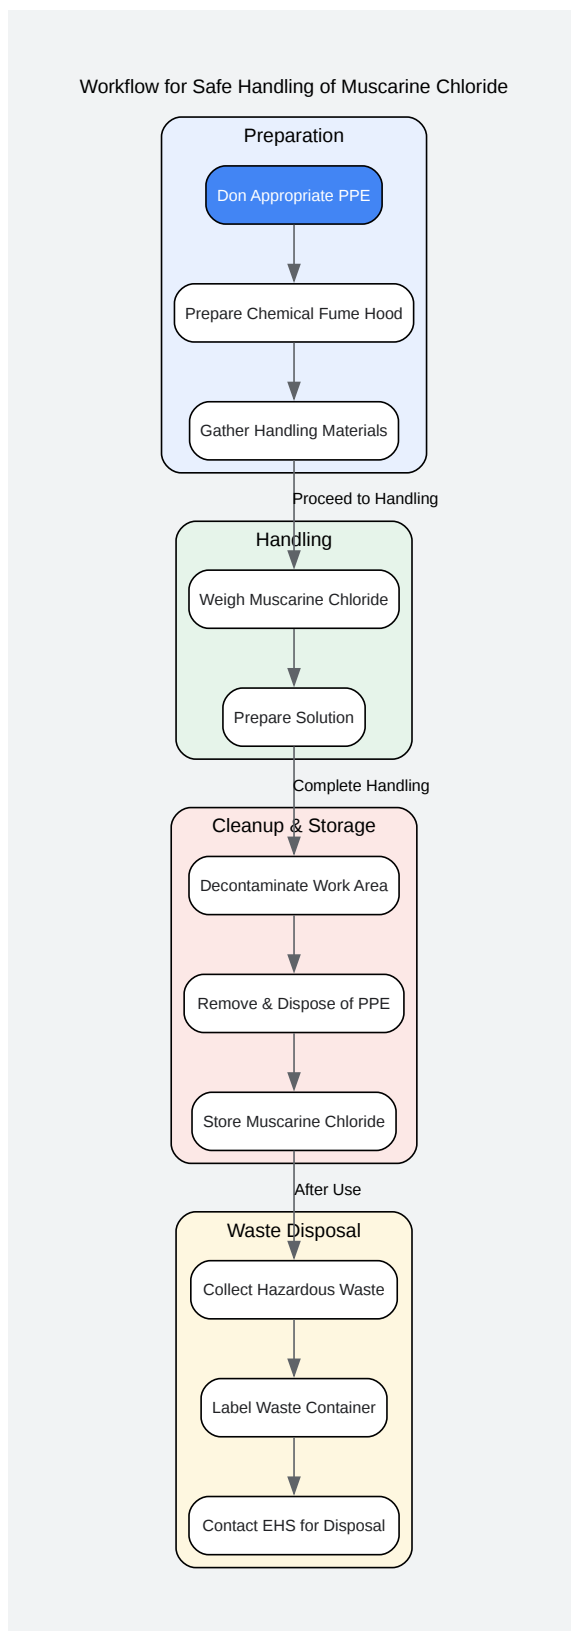 Workflow for Safe Handling of Muscarine Chloride
Preparation
Don Appropriate PPE
Prepare Chemical Fume Hood
Gather Handling Materials
Proceed to Handling
Handling
Weigh Muscarine Chloride
Prepare Solution
Complete Handling
Cleanup & Storage
Decontaminate Work Area
Remove & Dispose of PPE
Store Muscarine Chloride
After Use
Waste Disposal
Collect Hazardous Waste
Label Waste Container
Contact EHS for Disposal